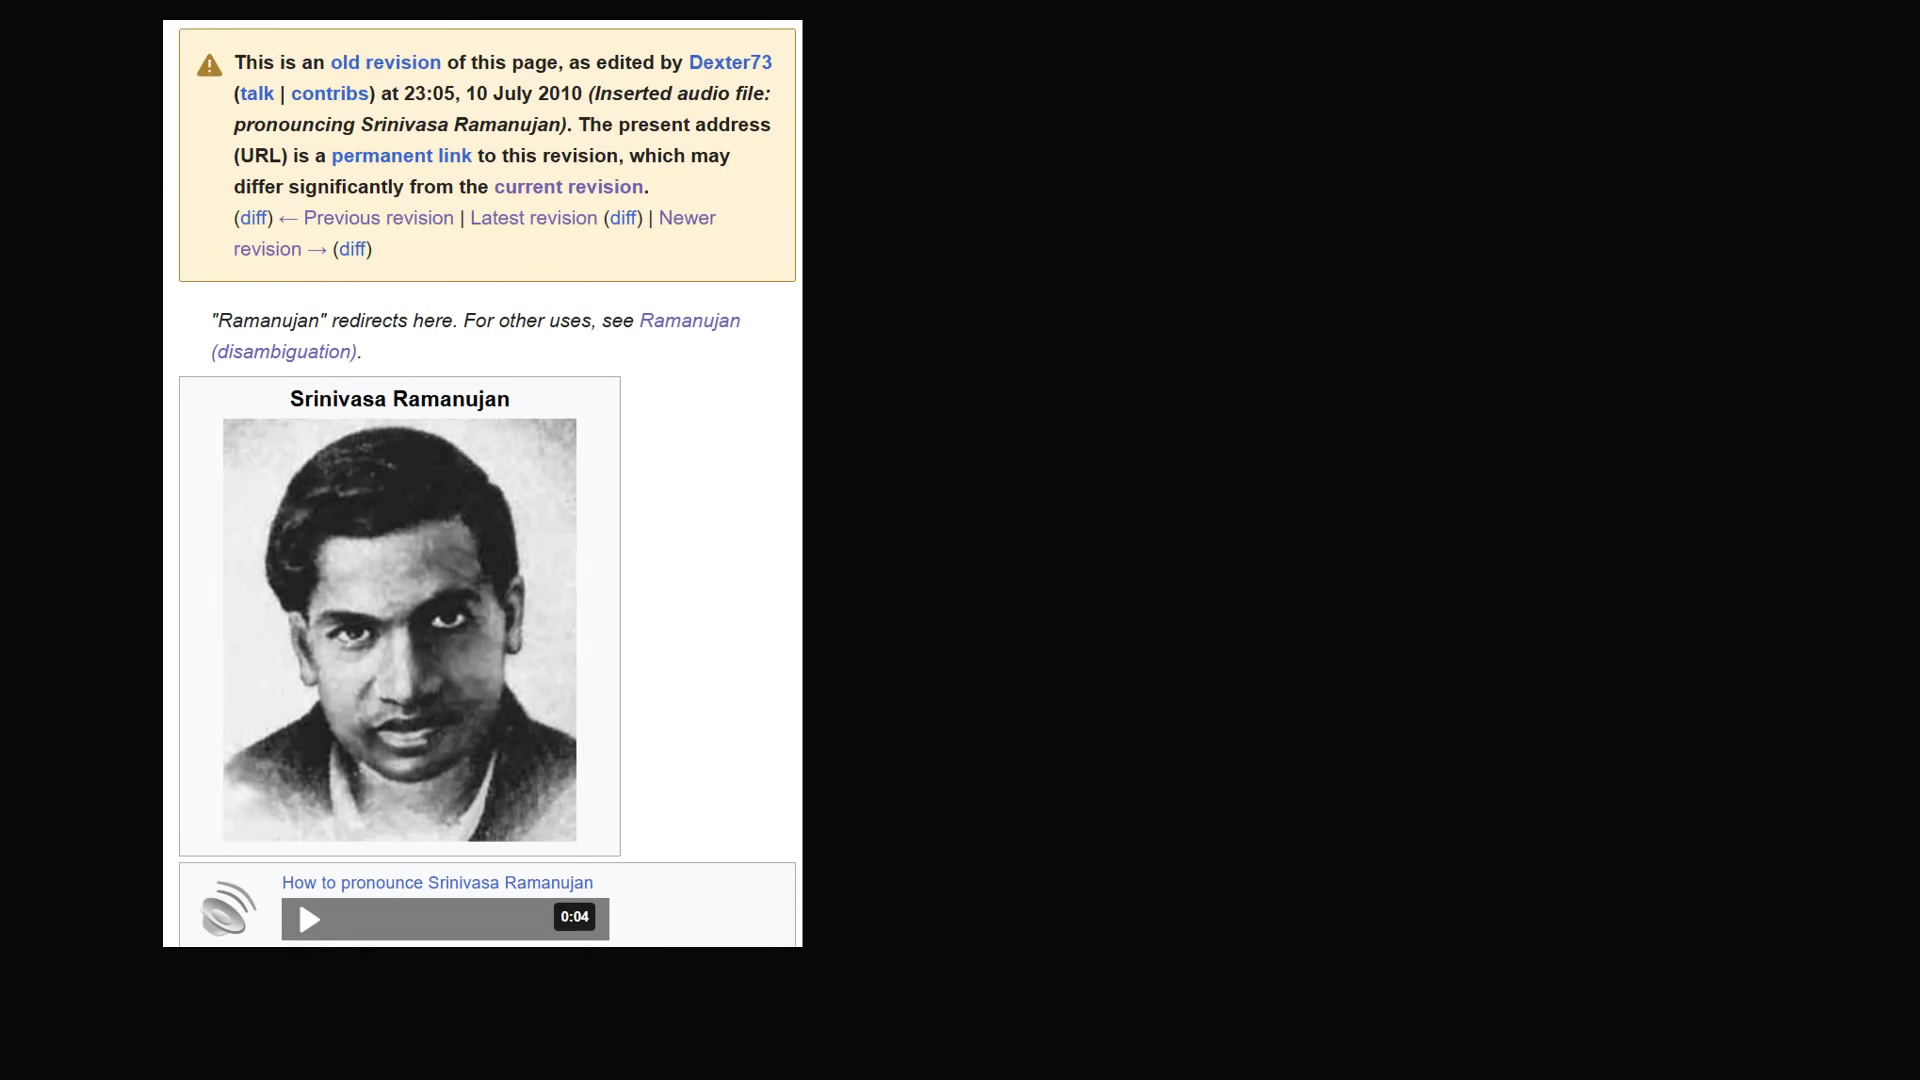 This is an old revision of this page, as edited by Dexter73
(talk | contribs) at 23:05, 10 July 2010 (Inserted audio file:
pronouncing Srinivasa Ramanujan). The present address
(URL) is a permanent link to this revision, which may
differ significantly from the current revision.
(diff) ← Previous revision | Latest revision (diff) | Newer
revision → (diff)
"Ramanujan" redirects here. For other uses, see Ramanujan
(disambiguation).
Srinivasa Ramanujan
How to pronounce Srinivasa Ramanujan
0:04